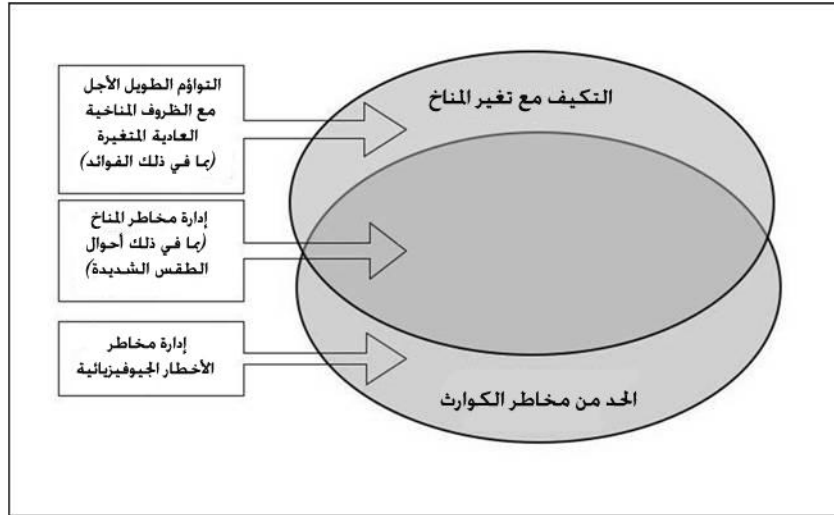 التواؤم الطويل الأجل
مع الظروف المناخية
العادية المتغيرة
(بما في ذلك الفوائد)
التكيف مع تغير المناخ
إدارة مخاطر المناخ
(بما في ذلك أحوال
الطقس الشديدة)
إدارة مخاطر
الأخطار الجيوفيزيائية
الحد من مخاطر الكوارث